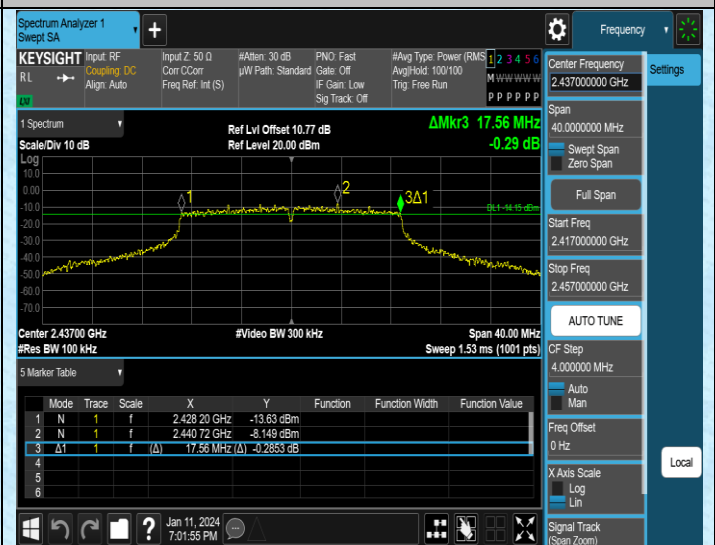 Spectrum Analyzer 1
Swept SA
+
Frequency
KEYSIGHT Input: RF Input Z: 50 Ω #Atten: 30 dB PNO: Fast #Avg Type: Power (RMS 1 2 3 4 5 6
RL Coupling: DC Corr CCorr µW Path: Standard Gate: Off Avg|Hold: 100/100 M W W W W W
Align: Auto Freq Ref: Int (S) IF Gain: Low Trig: Free Run
LXI Sig Track: Off P P P P P P
1 Spectrum
Ref Lvl Offset 10.77 dB ΔMkr3 17.56 MHz
Scale/Div 10 dB Ref Level 20.00 dBm -0.29 dB
Log
10.0
0.00
-10.0
-20.0
-30.0
-40.0
-50.0
-60.0
-70.0
1
2
3Δ1
DL1 -14.15 dBm
Center 2.43700 GHz #Video BW 300 kHz Span 40.00 MHz
#Res BW 100 kHz Sweep 1.53 ms (1001 pts)
5 Marker Table
Mode Trace Scale X Y Function Function Width Function Value
1 N 1 f 2.428 20 GHz -13.63 dBm
2 N 1 f 2.440 72 GHz -8.149 dBm
3 Δ1 1 f (Δ) 17.56 MHz (Δ) -0.2853 dB
4
5
6
Jan 11, 2024
7:01:55 PM
?
Settings
Center Frequency
2.437000000 GHz
Span
40.0000000 MHz
Swept Span
Zero Span
Full Span
Start Freq
2.417000000 GHz
Stop Freq
2.457000000 GHz
AUTO TUNE
CF Step
4.000000 MHz
Auto
Man
Freq Offset
0 Hz
X Axis Scale
Log
Lin
Signal Track
(Span Zoom)
Local